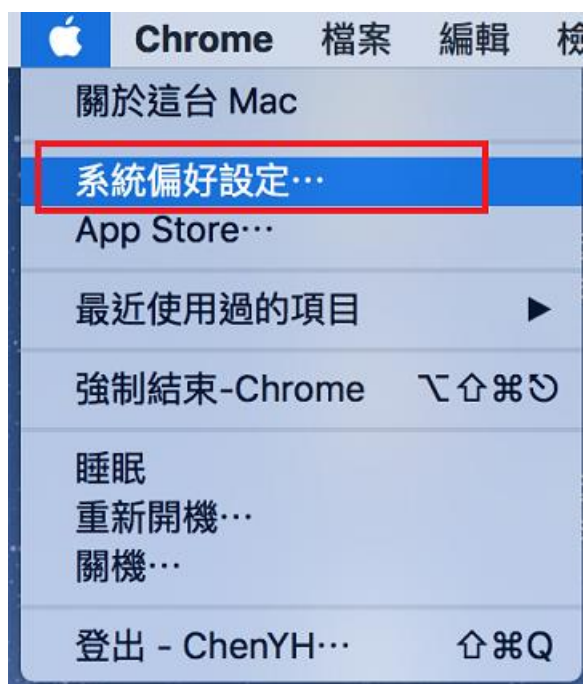 Chrome 檔案 編輯
關於這台 Mac
系統偏好設定⋯
App Store⋯
最近使用過的項目 ▶
強制結束-Chrome ⌥⇧⌘⎋
睡眠
重新開機⋯
關機⋯
登出 - ChenYH⋯ ⇧⌘Q